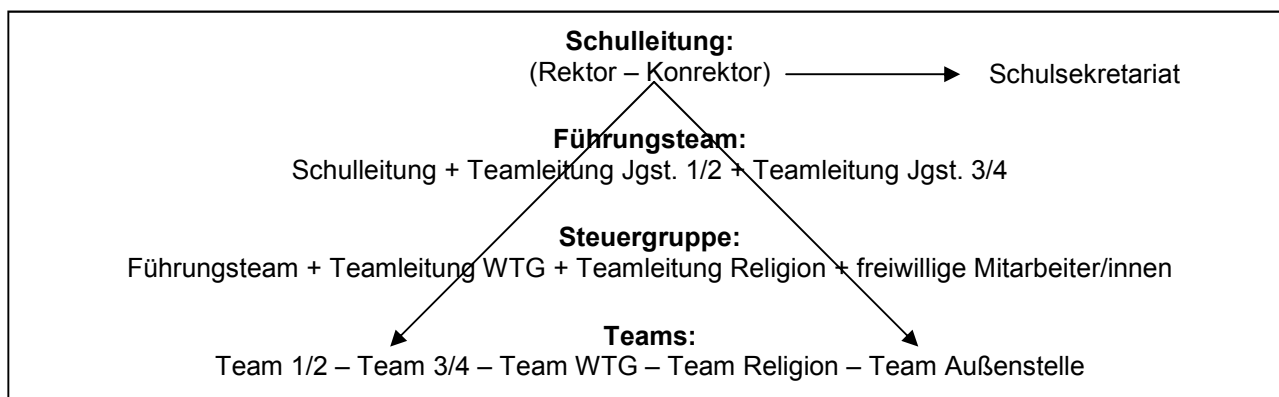 Schulleitung:
(Rektor – Konrektor) Schulsekretariat
Führungsteam:
Schulleitung + Teamleitung Jgst. 1/2 + Teamleitung Jgst. 3/4
Steuergruppe:
Führungsteam + Teamleitung WTG + Teamleitung Religion + freiwillige Mitarbeiter/innen
Teams:
Team 1/2 – Team 3/4 – Team WTG – Team Religion – Team Außenstelle